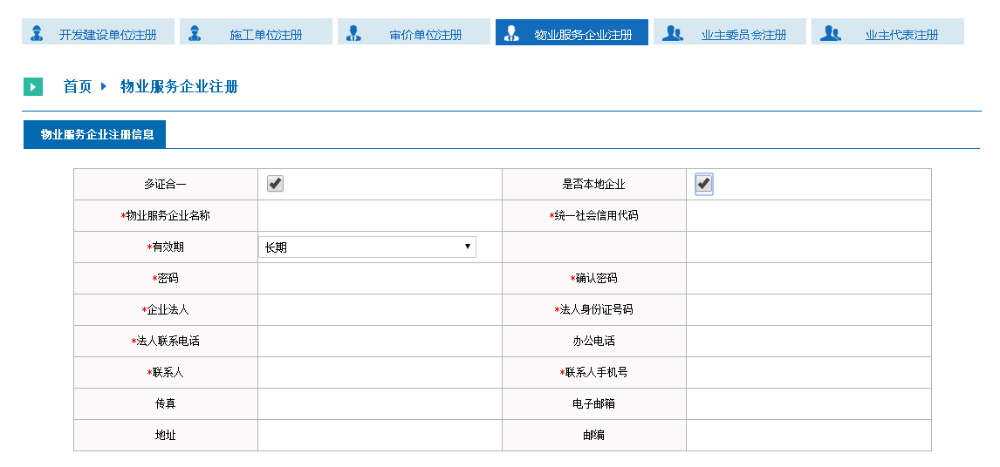 开发建设单位注册 施工单位注册 审价单位注册 物业服务企业注册 业主委员会注册 业主代表注册
首页 物业服务企业注册
物业服务企业注册信息
多证合一 是否本地企业
*物业服务企业名称 *统一社会信用代码
*有效期 长期
*密码 *确认密码
*企业法人 *法人身份证号码
*法人联系电话 办公电话
*联系人 *联系人手机号
传真 电子邮箱
地址 邮编